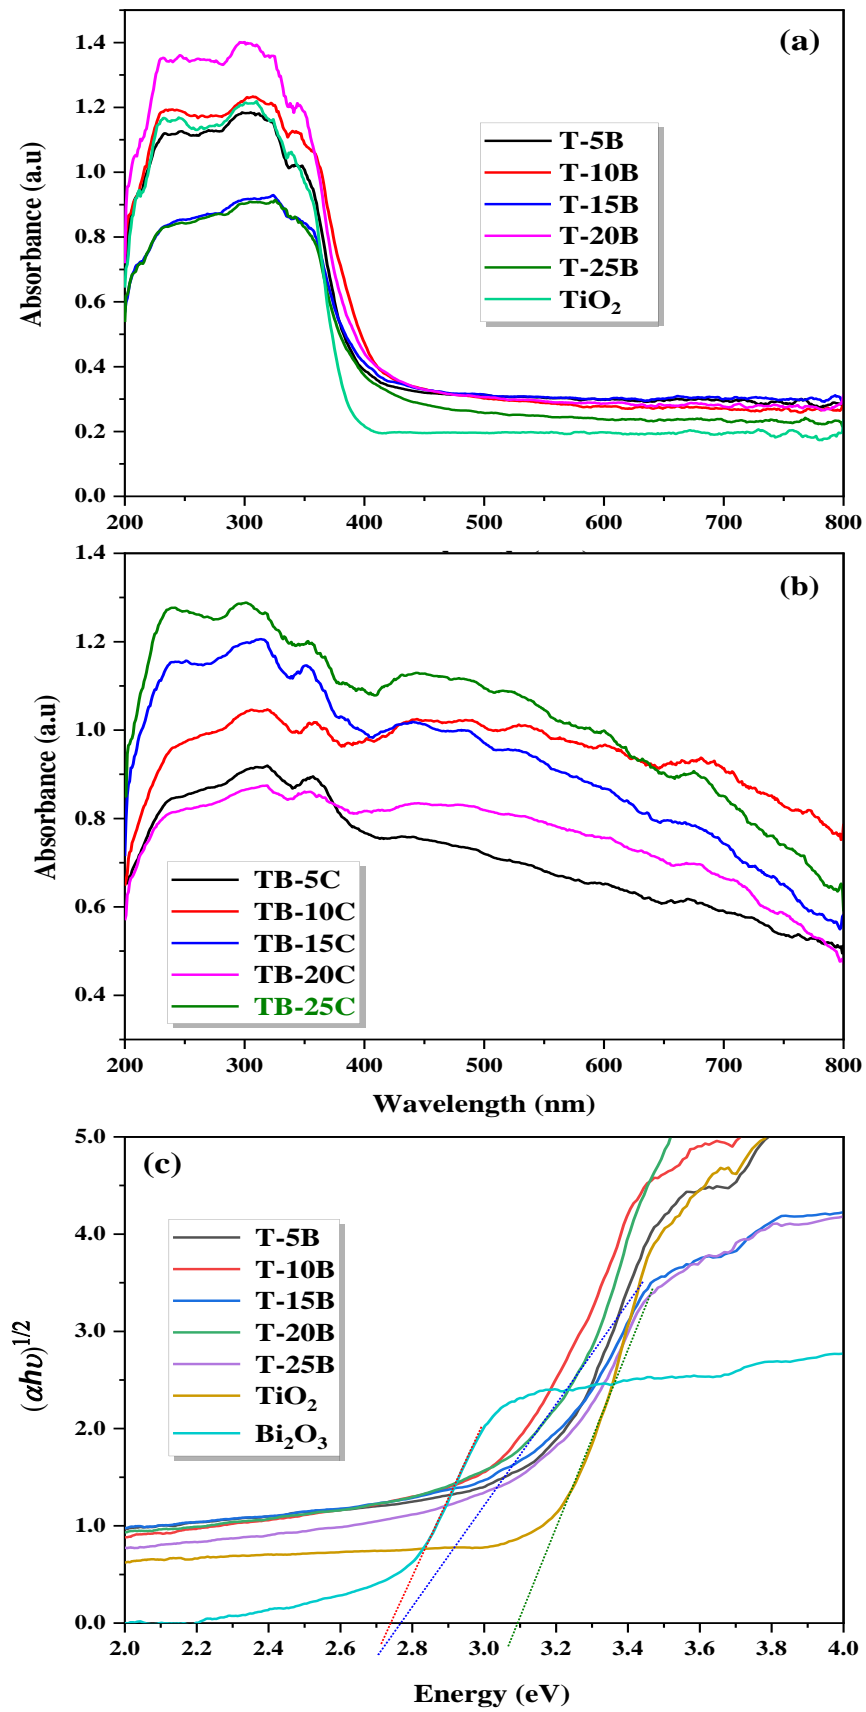 (a)
Absorbance (a.u)
1.4
1.2
1.0
0.8
0.6
0.4
0.2
0.0
T-5B
T-10B
T-15B
T-20B
T-25B
TiO₂
200
300
400
500
600
700
800
(b)
Absorbance (a.u)
1.4
1.2
1.0
0.8
0.6
0.4
TB-5C
TB-10C
TB-15C
TB-20C
TB-25C
200
300
400
500
600
700
800
Wavelength (nm)
(c)
(αhυ)^1/2
5.0
4.0
3.0
2.0
1.0
0.0
T-5B
T-10B
T-15B
T-20B
T-25B
TiO₂
Bi₂O₃
2.0
2.2
2.4
2.6
2.8
3.0
3.2
3.4
3.6
3.8
4.0
Energy (eV)